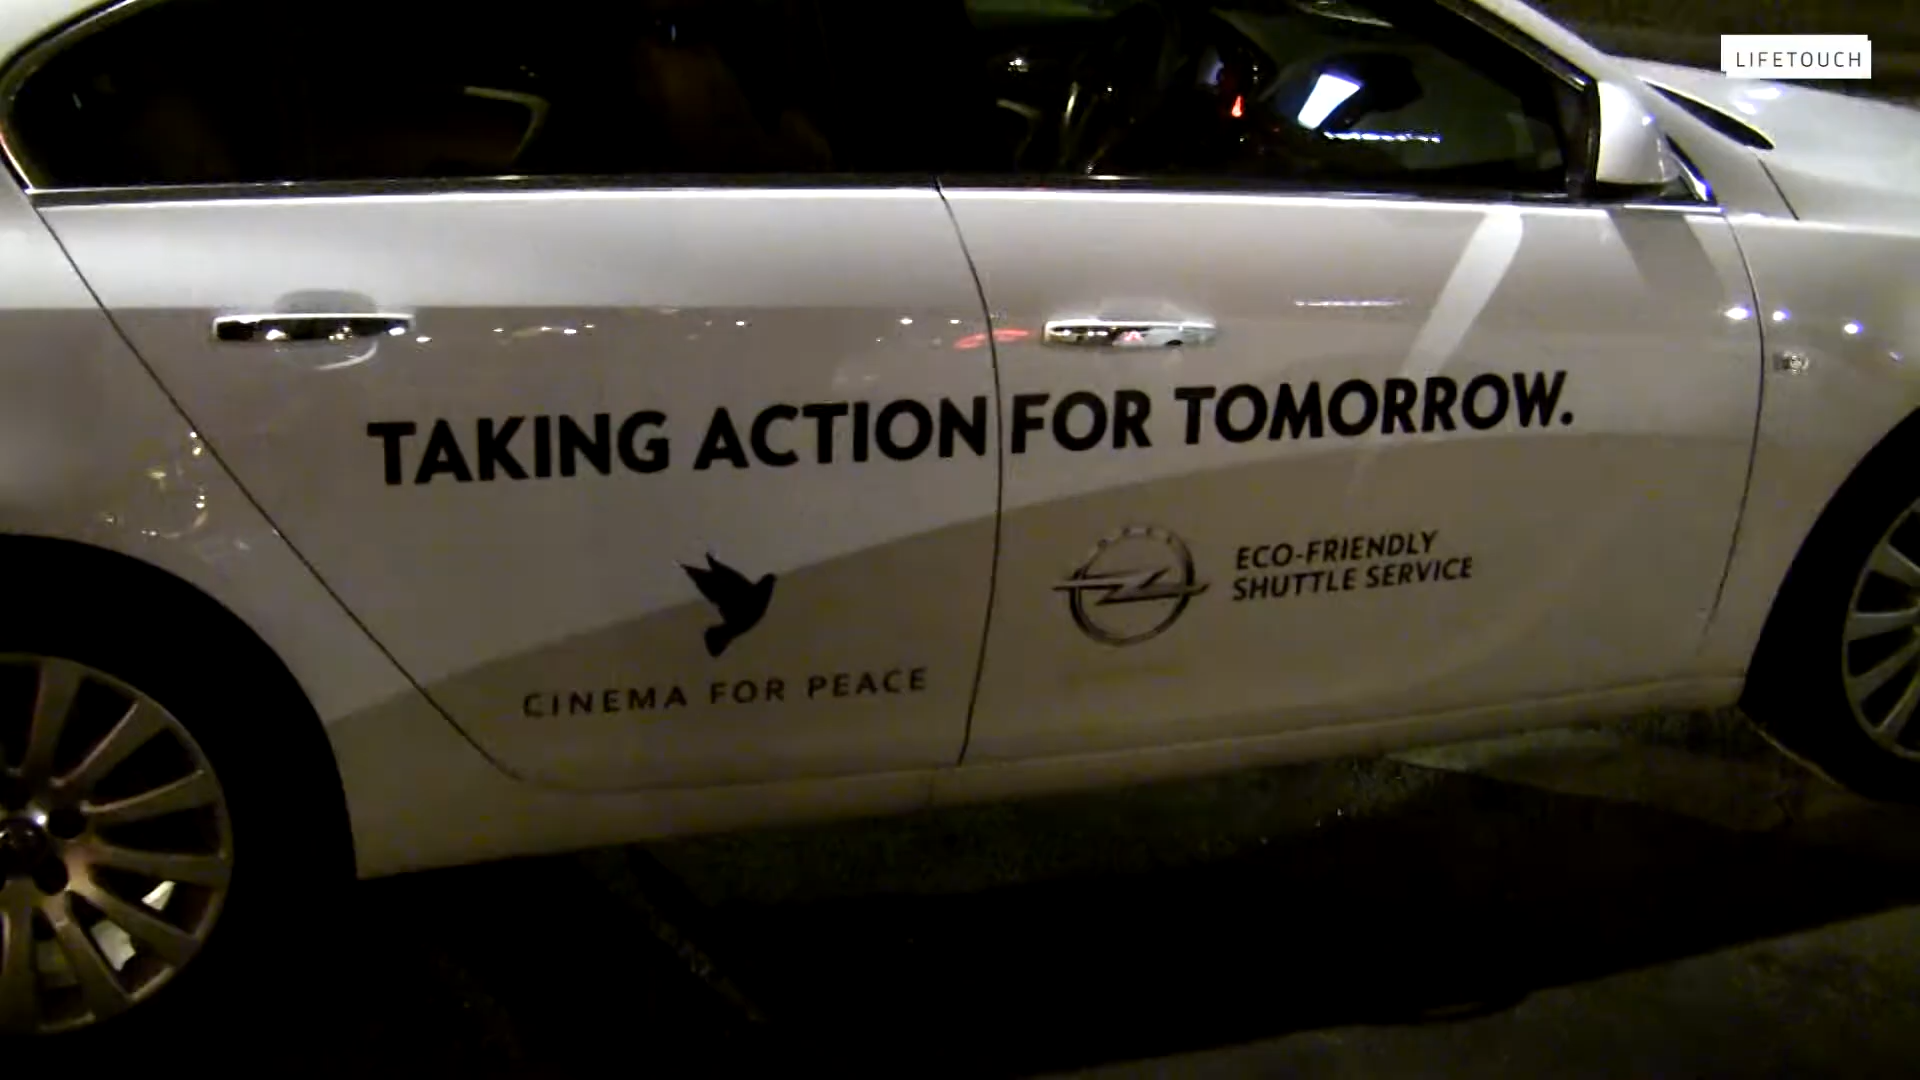 LIFETOUCH
TAKING ACTION FOR TOMORROW.
ECO-FRIENDLY
SHUTTLE SERVICE
CINEMA FOR PEACE